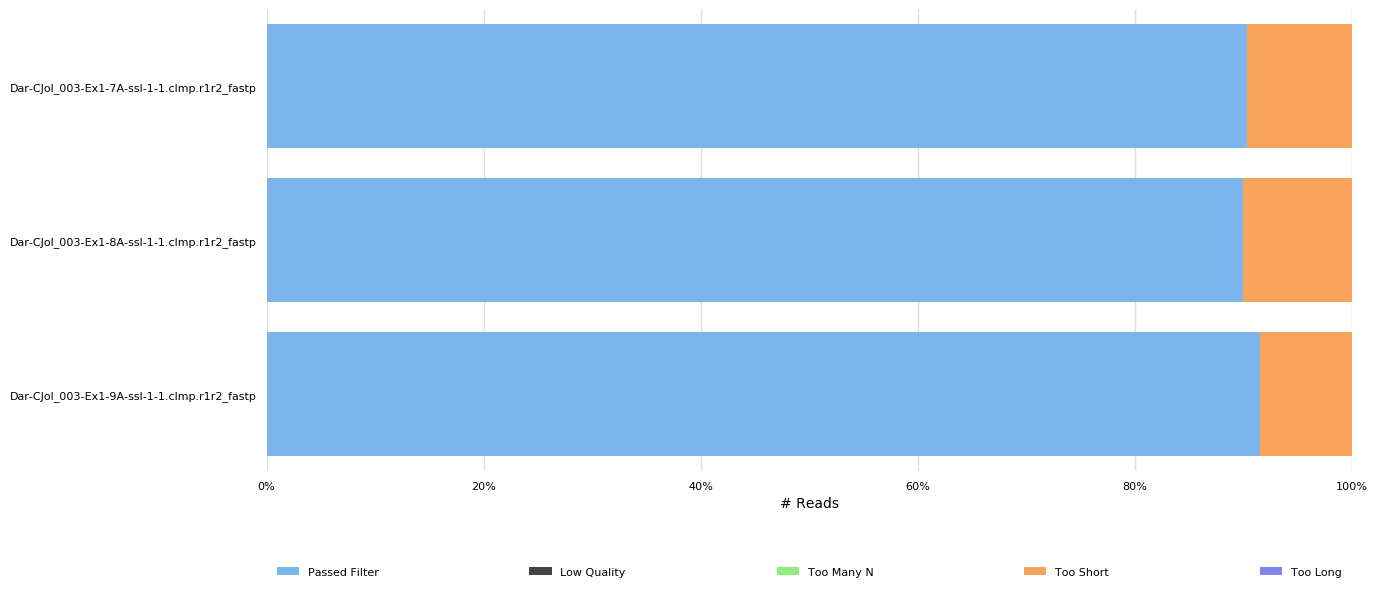 Dar-CJol_003-Ex1-7A-ssl-1-1.clmp.r1r2_fastp
Dar-CJol_003-Ex1-8A-ssl-1-1.clmp.r1r2_fastp
Dar-CJol_003-Ex1-9A-ssl-1-1.clmp.r1r2_fastp
0% 20% 40% 60% 80% 100%
# Reads
Passed Filter Low Quality Too Many N Too Short Too Long